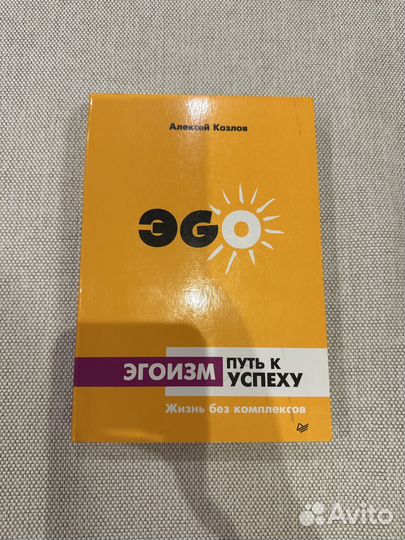 Алексей Козлов
ЭGO
ЭГОИЗМ
ПУТЬ К
УСПЕХУ
Жизнь без комплексов
Avito